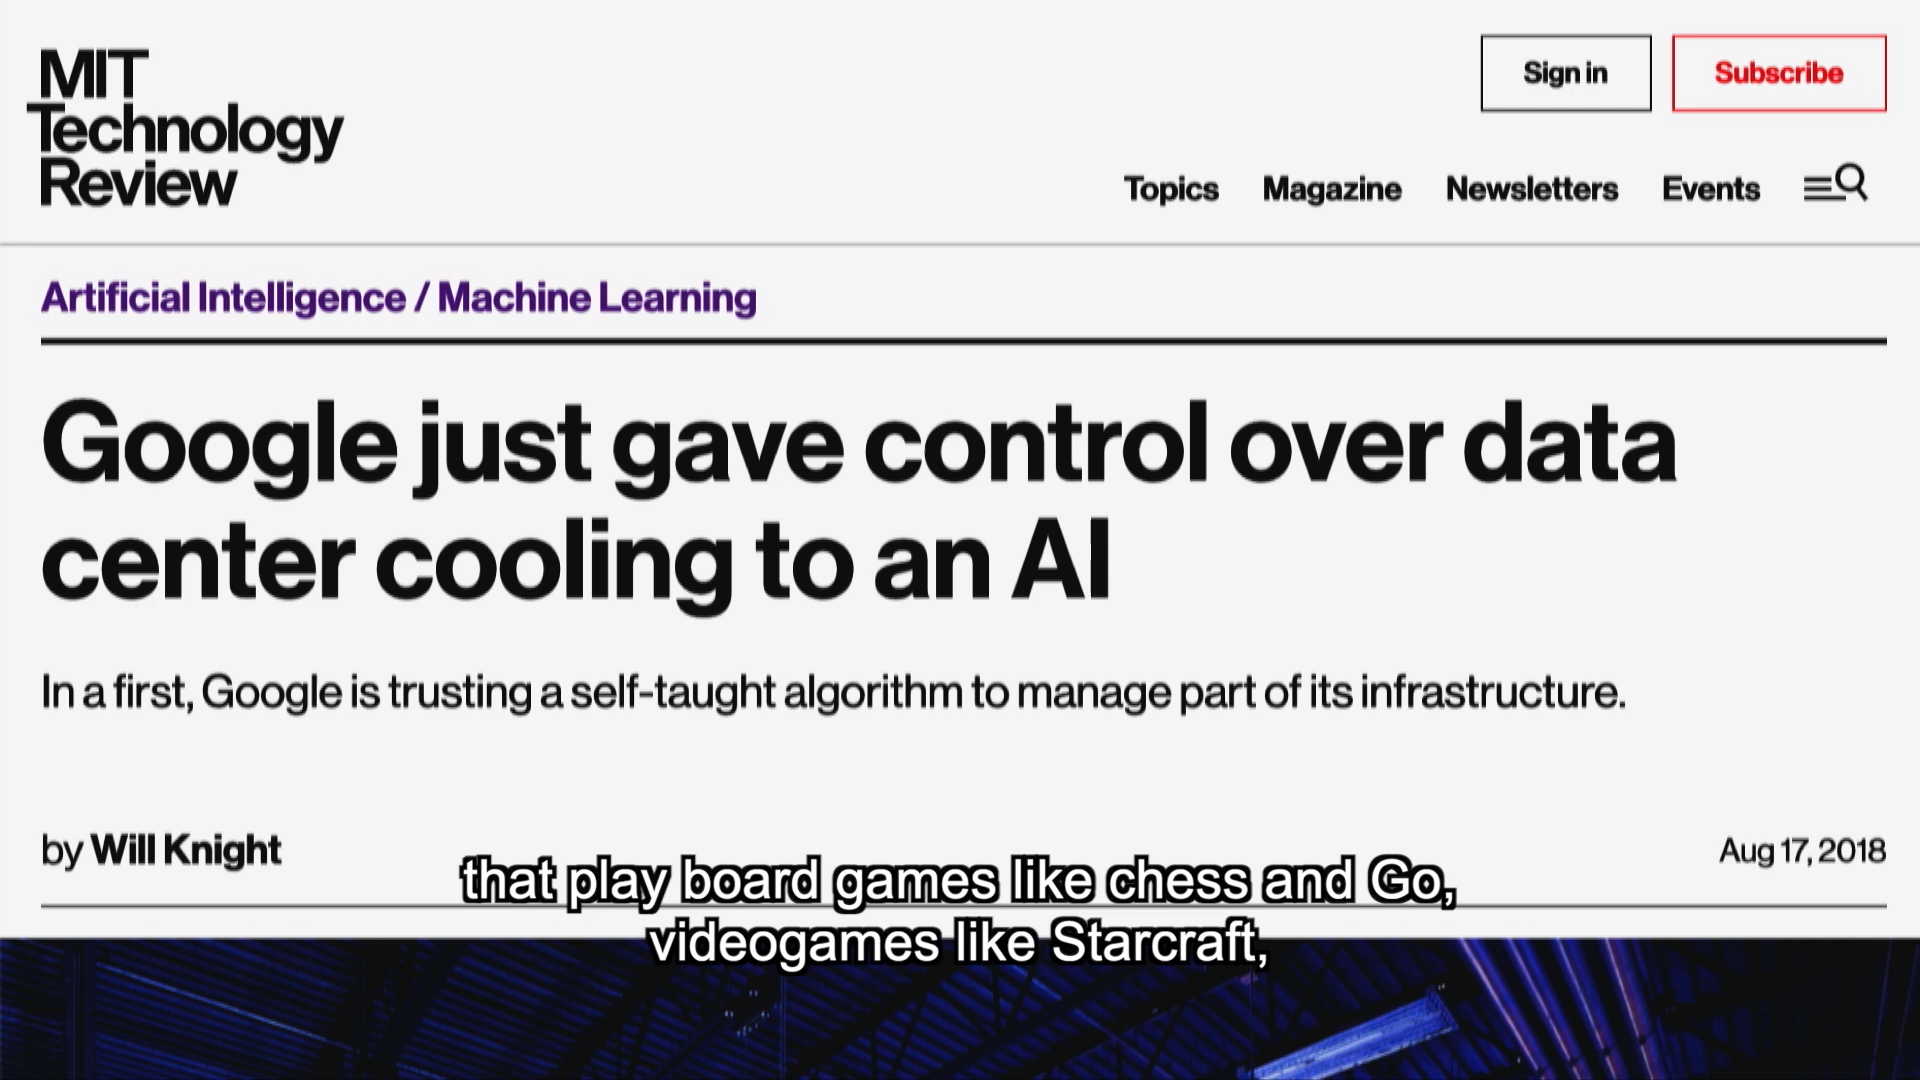 MIT
Technology
Review
Sign in
Subscribe
Topics
Magazine
Newsletters
Events
Artificial Intelligence / Machine Learning
Google just gave control over data
center cooling to an AI
In a first, Google is trusting a self-taught algorithm to manage part of its infrastructure.
by Will Knight
Aug 17, 2018
that play board games like chess and Go,
videogames like Starcraft,